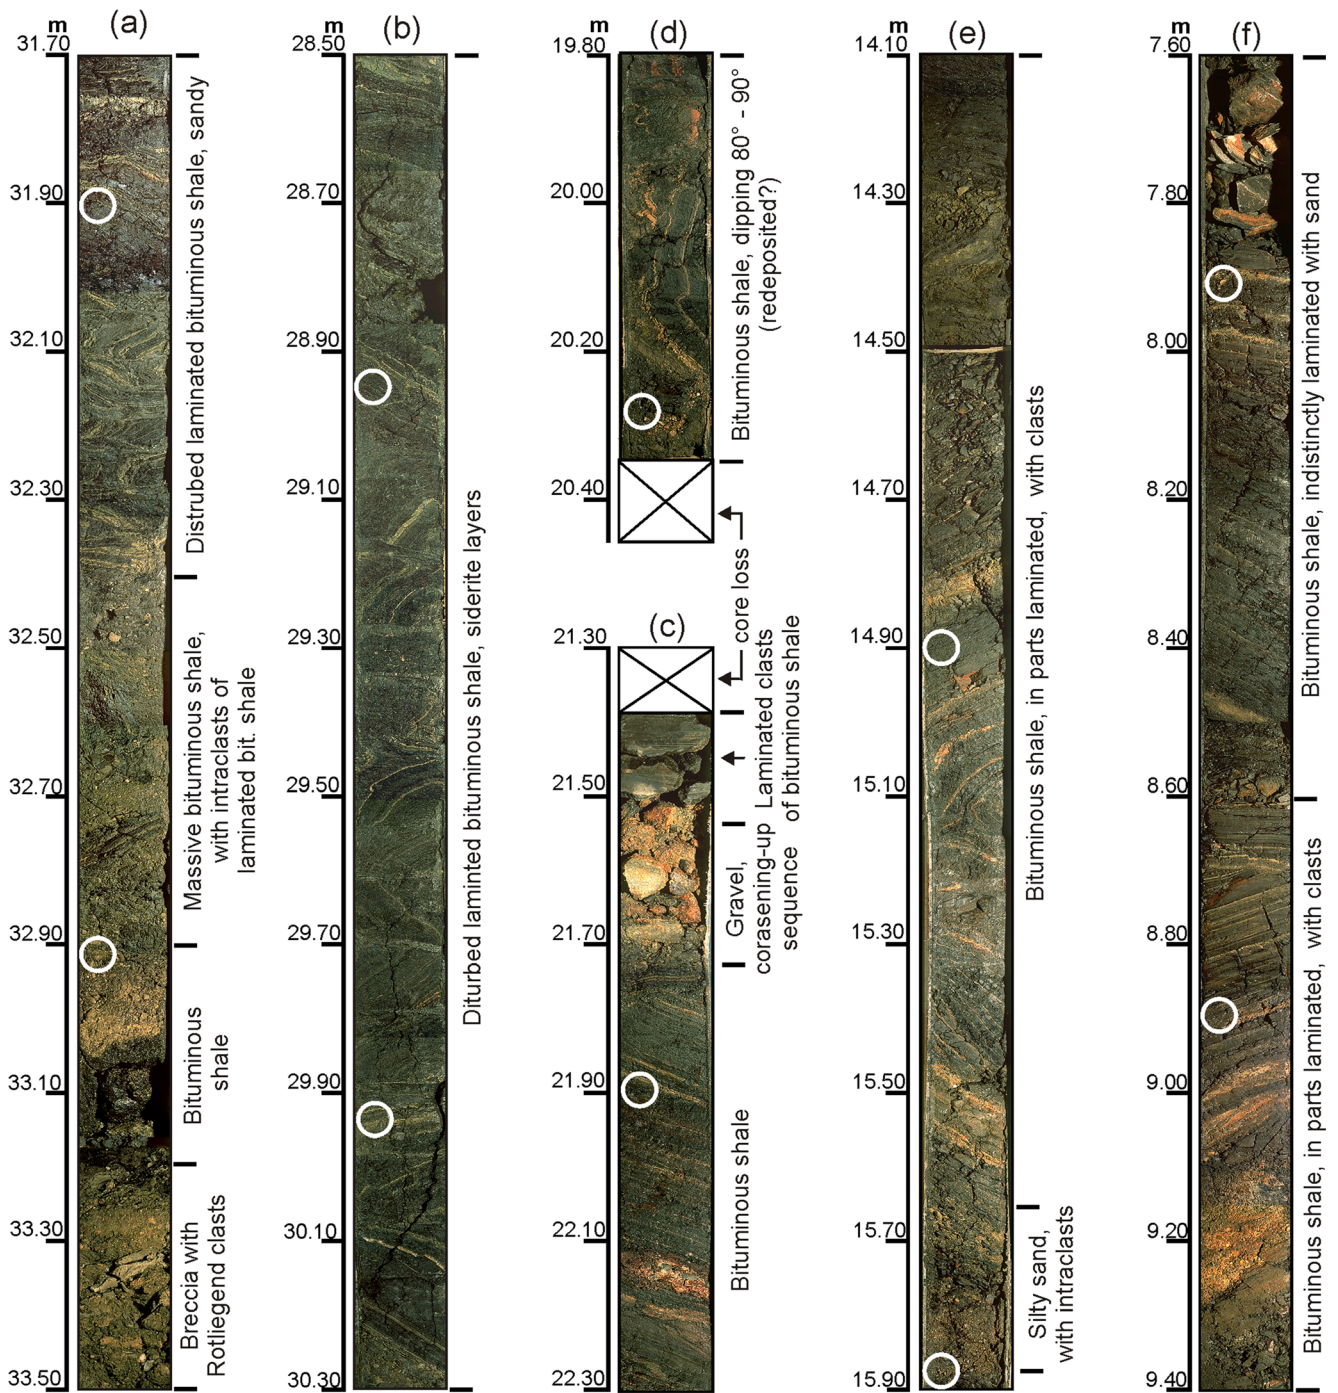 (a)
m
31.70
31.90
32.10
32.30
32.50
32.70
32.90
33.10
33.30
33.50
Distrubed laminated bituminous shale, sandy
Massive bituminous shale,
with intraclasts of
laminated bit. shale
Bituminous
shale
Breccia with
Rotliegend clasts
(b)
m
28.50
28.70
28.90
29.10
29.30
29.50
29.70
29.90
30.10
30.30
Diturbed laminted bituminous shale, siderite layers
(d)
m
19.80
20.00
20.20
20.40
Bituminous shale, dipping 80° - 90°
(redeposited?)
core loss
(c)
21.30
21.50
21.70
21.90
22.10
22.30
Laminated clasts
of bituminous shale
Gravel,
corasening-up
sequence
Bituminous shale
(e)
m
14.10
14.30
14.50
14.70
14.90
15.10
15.30
15.50
15.70
15.90
Bituminous shale, in parts laminated, with clasts
Silty sand,
with intraclasts
(f)
m
7.60
7.80
8.00
8.20
8.40
8.60
8.80
9.00
9.20
9.40
Bituminous shale, indistinctly laminated with sand
Bituminous shale, in parts laminated, with clasts